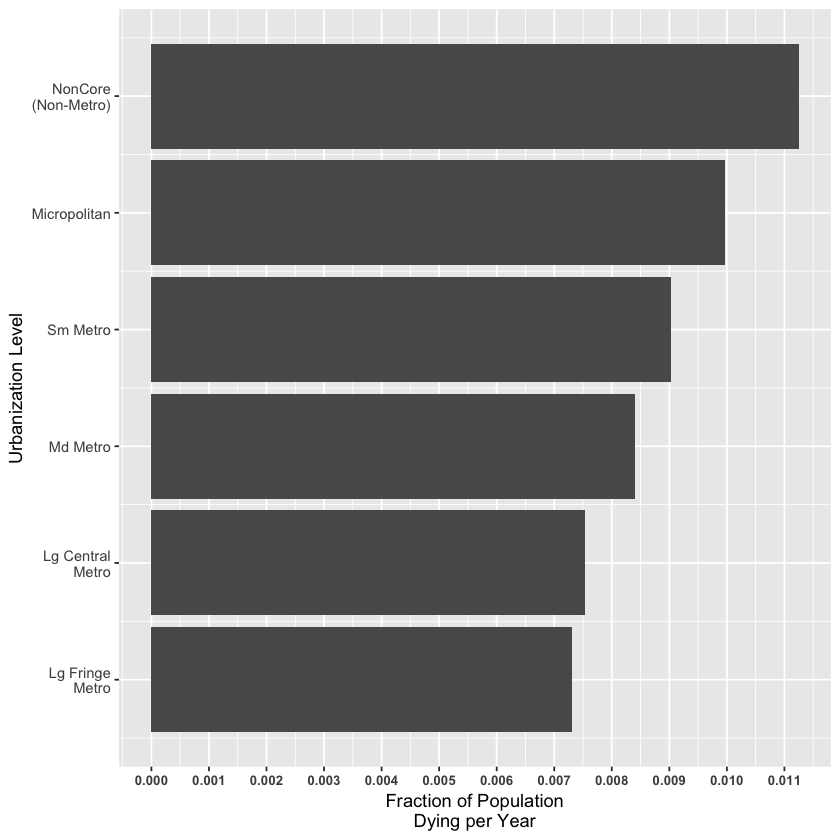 NonCore
(Non-Metro)
Micropolitan
Sm Metro
Md Metro
Lg Central
Metro
Lg Fringe
Metro
Urbanization Level
0.000 0.001 0.002 0.003 0.004 0.005 0.006 0.007 0.008 0.009 0.010 0.011
Fraction of Population
Dying per Year